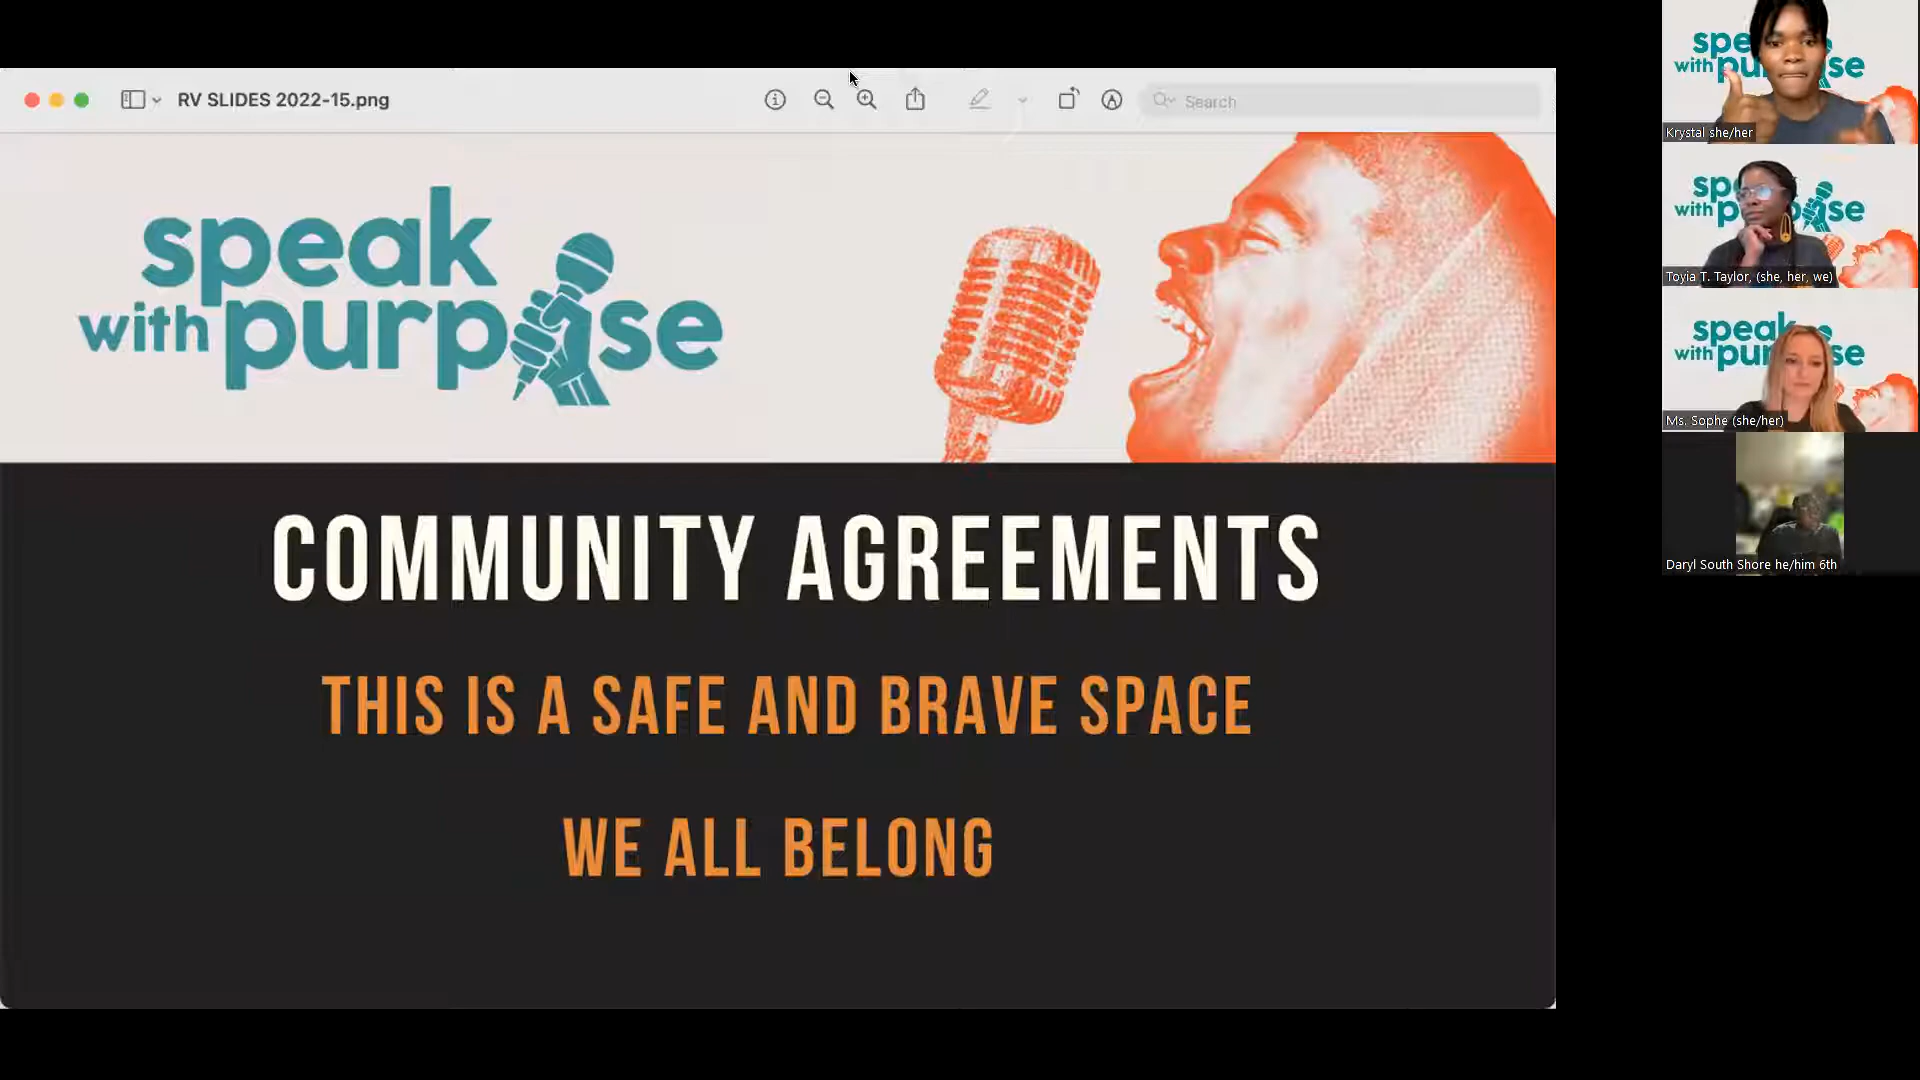 RV SLIDES 2022-15.png
Search
speak
with purpose
COMMUNITY AGREEMENTS
THIS IS A SAFE AND BRAVE SPACE
WE ALL BELONG
Krystal she/her
Toyia T. Taylor, (she, her, we)
speak
Ms. Sophe (she/her)
Daryl South Shore he/him 6th